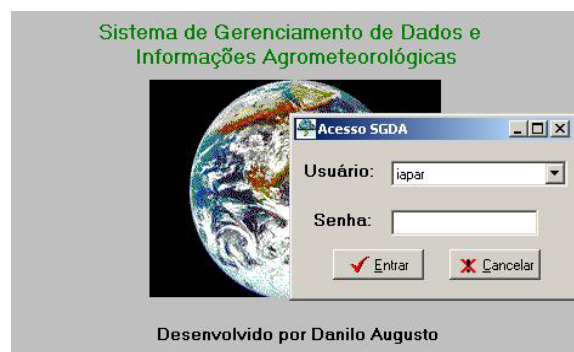 Sistema de Gerenciamento de Dados e
Informações Agrometeorológicas
Acesso SGDA
Usuário: iapar
Senha:
Entrar Cancelar
Desenvolvido por Danilo Augusto